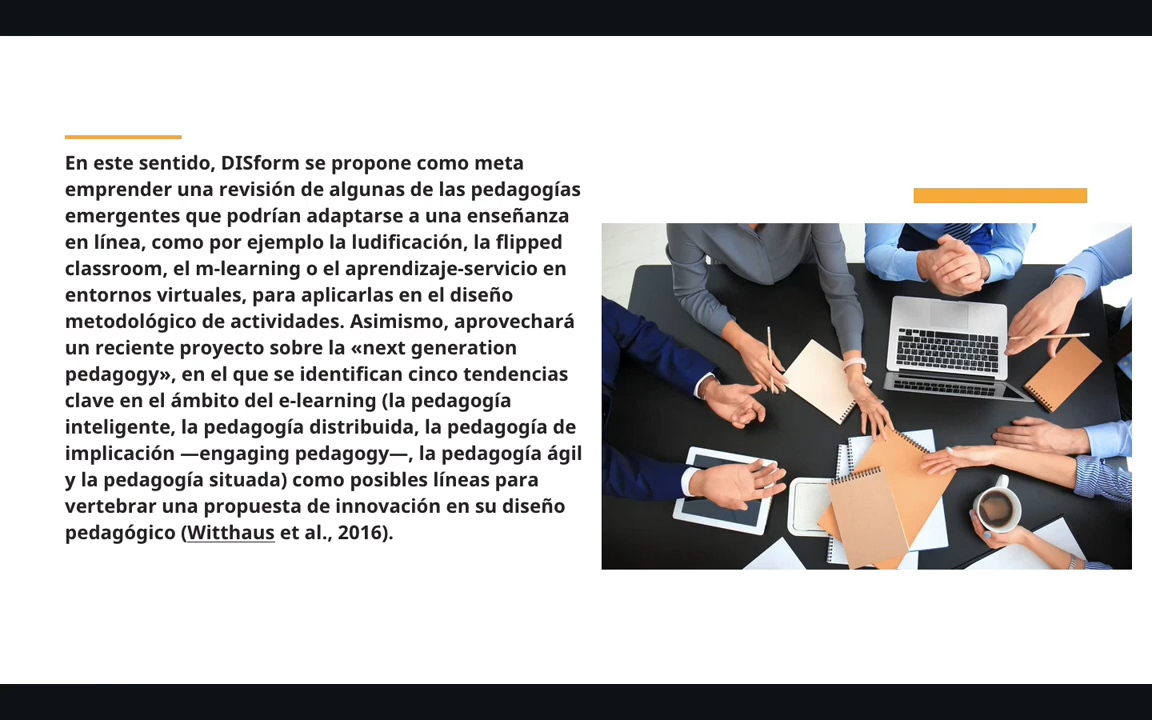 En este sentido, DISform se propone como meta
emprender una revisión de algunas de las pedagogías
emergentes que podrían adaptarse a una enseñanza
en línea, como por ejemplo la ludificación, la flipped
classroom, el m-learning o el aprendizaje-servicio en
entornos virtuales, para aplicarlas en el diseño
metodológico de actividades. Asimismo, aprovechará
un reciente proyecto sobre la «next generation
pedagogy», en el que se identifican cinco tendencias
clave en el ámbito del e-learning (la pedagogía
inteligente, la pedagogía distribuida, la pedagogía de
implicación —engaging pedagogy—, la pedagogía ágil
y la pedagogía situada) como posibles líneas para
vertebrar una propuesta de innovación en su diseño
pedagógico (Witthaus et al., 2016).